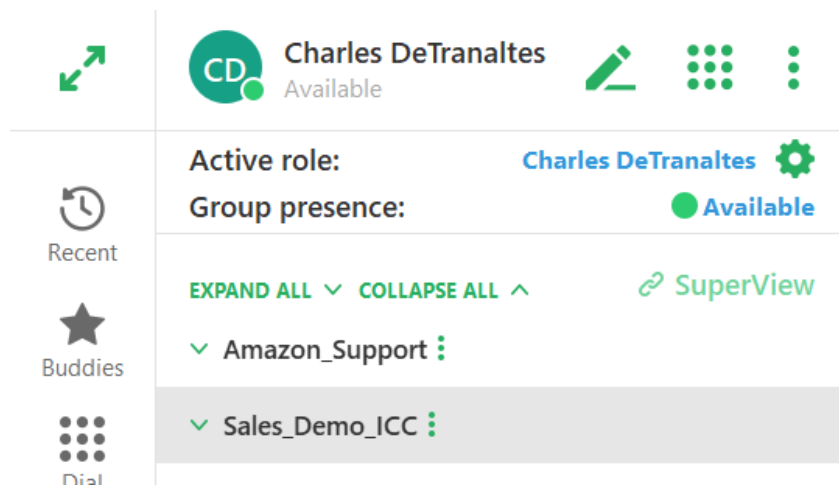 CD
Charles DeTranaltes
Available
Active role: Charles DeTranaltes
Group presence: Available
Recent
Buddies
Dial
EXPAND ALL COLLAPSE ALL SuperView
Amazon_Support
Sales_Demo_ICC